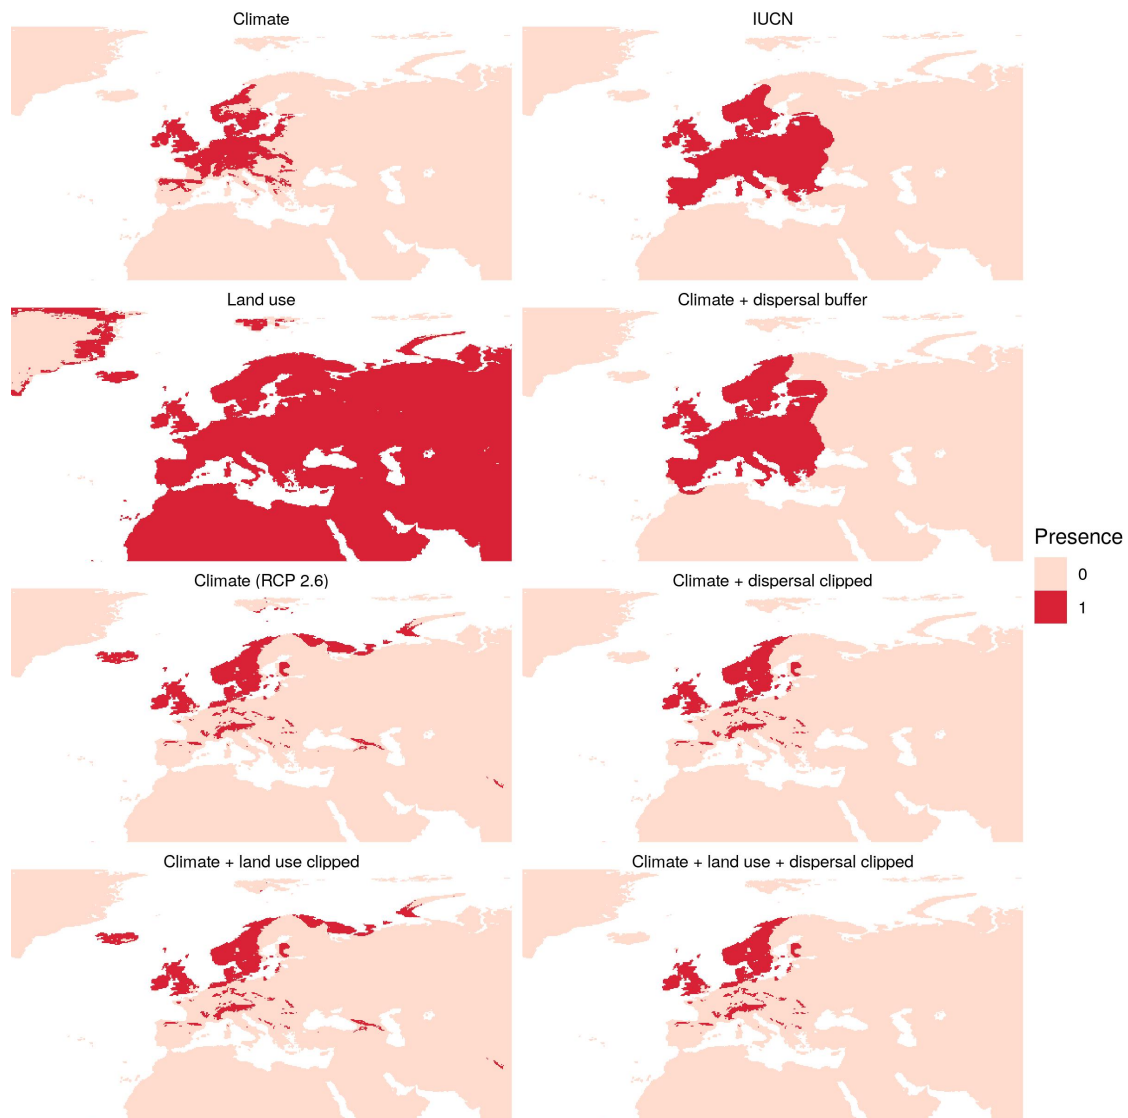 Climate
IUCN
Land use
Climate + dispersal buffer
Presence
0
1
Climate (RCP 2.6)
Climate + dispersal clipped
Climate + land use clipped
Climate + land use + dispersal clipped